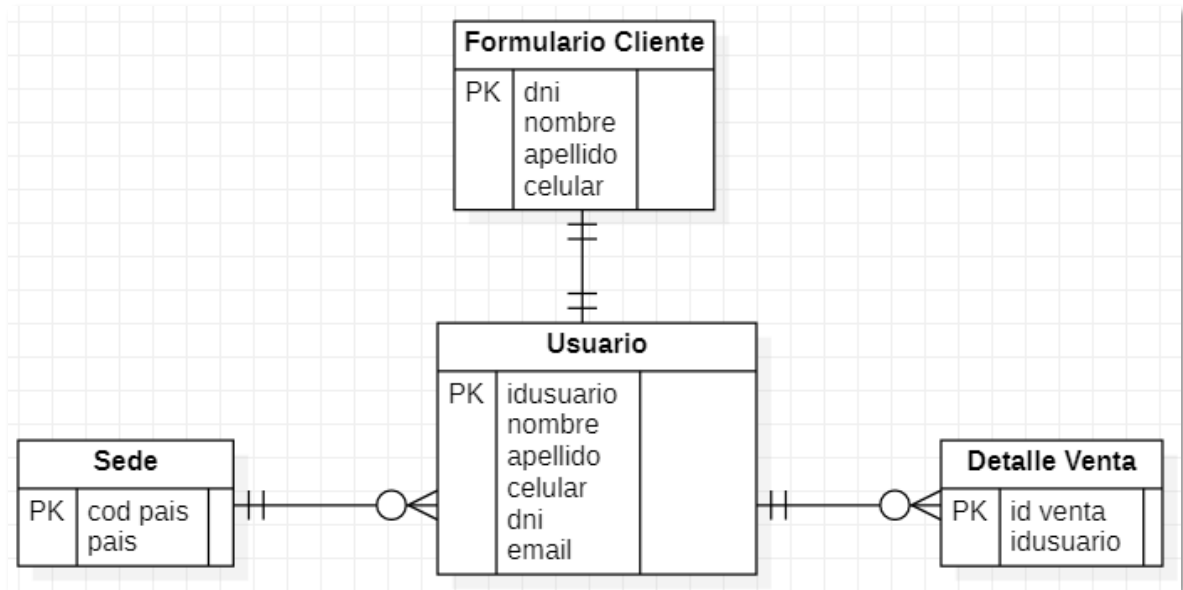 Formulario Cliente
PK dni
nombre
apellido
celular
Usuario
PK idusuario
nombre
apellido
celular
dni
email
Sede
PK cod pais
pais
Detalle Venta
PK id venta
idusuario